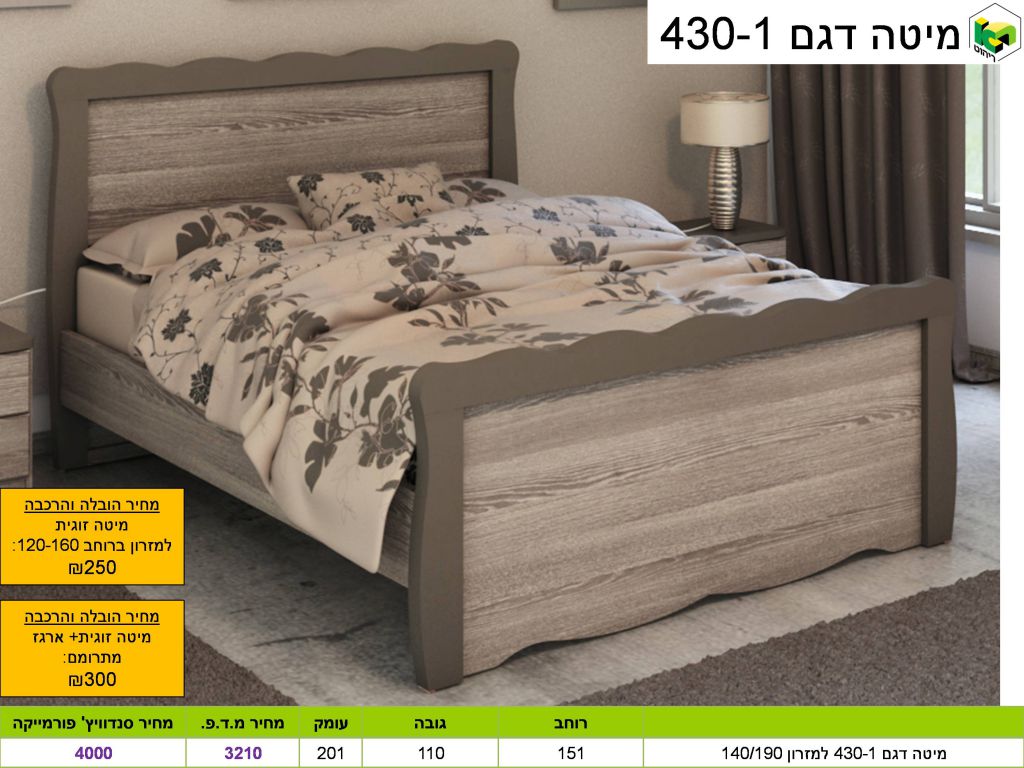 מיטה דגם 430-1
ריהוט
מחיר הובלה והרכבה
מיטה זוגית
למזרון ברוחב 120-160:
₪250
מחיר הובלה והרכבה
מיטה זוגית+ ארגז
מתרומם:
₪300
רוחב גובה עומק מחיר מ.ד.פ. מחיר סנדוויץ' פורמייקה
מיטה דגם 430-1 למזרון 140/190 151 110 201 3210 4000